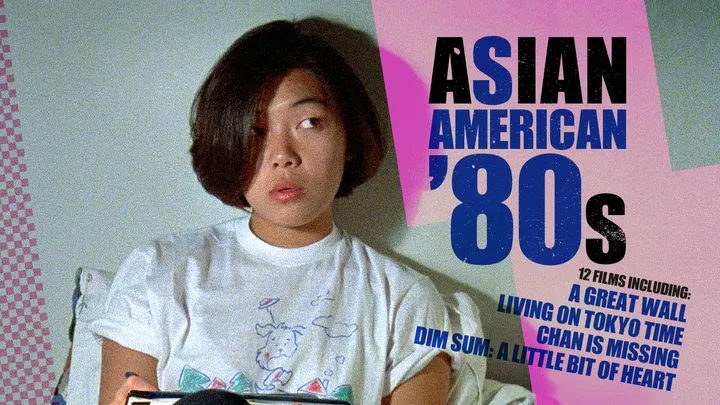 ASIAN
AMERICAN
'80s
12 FILMS INCLUDING:
A GREAT WALL
LIVING ON TOKYO TIME
CHAN IS MISSING
DIM SUM: A LITTLE BIT OF HEART